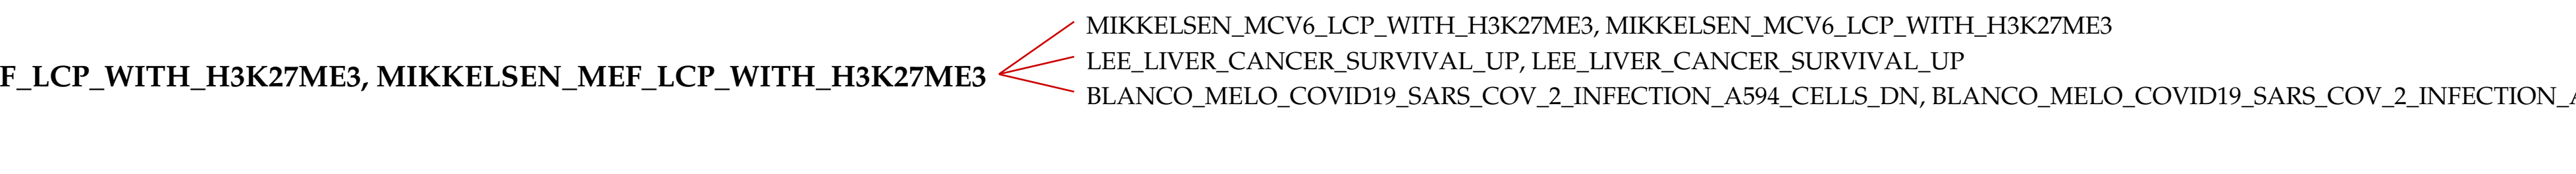 MIKKELSEN_MCV6_LCP_WITH_H3K27ME3, MIKKELSEN_MCV6_LCP_WITH_H3K27ME3
LEE_LIVER_CANCER_SURVIVAL_UP, LEE_LIVER_CANCER_SURVIVAL_UP
F_LCP_WITH_H3K27ME3, MIKKELSEN_MEF_LCP_WITH_H3K27ME3
BLANCO_MELO_COVID19_SARS_COV_2_INFECTION_A594_CELLS_DN, BLANCO_MELO_COVID19_SARS_COV_2_INFECTION_